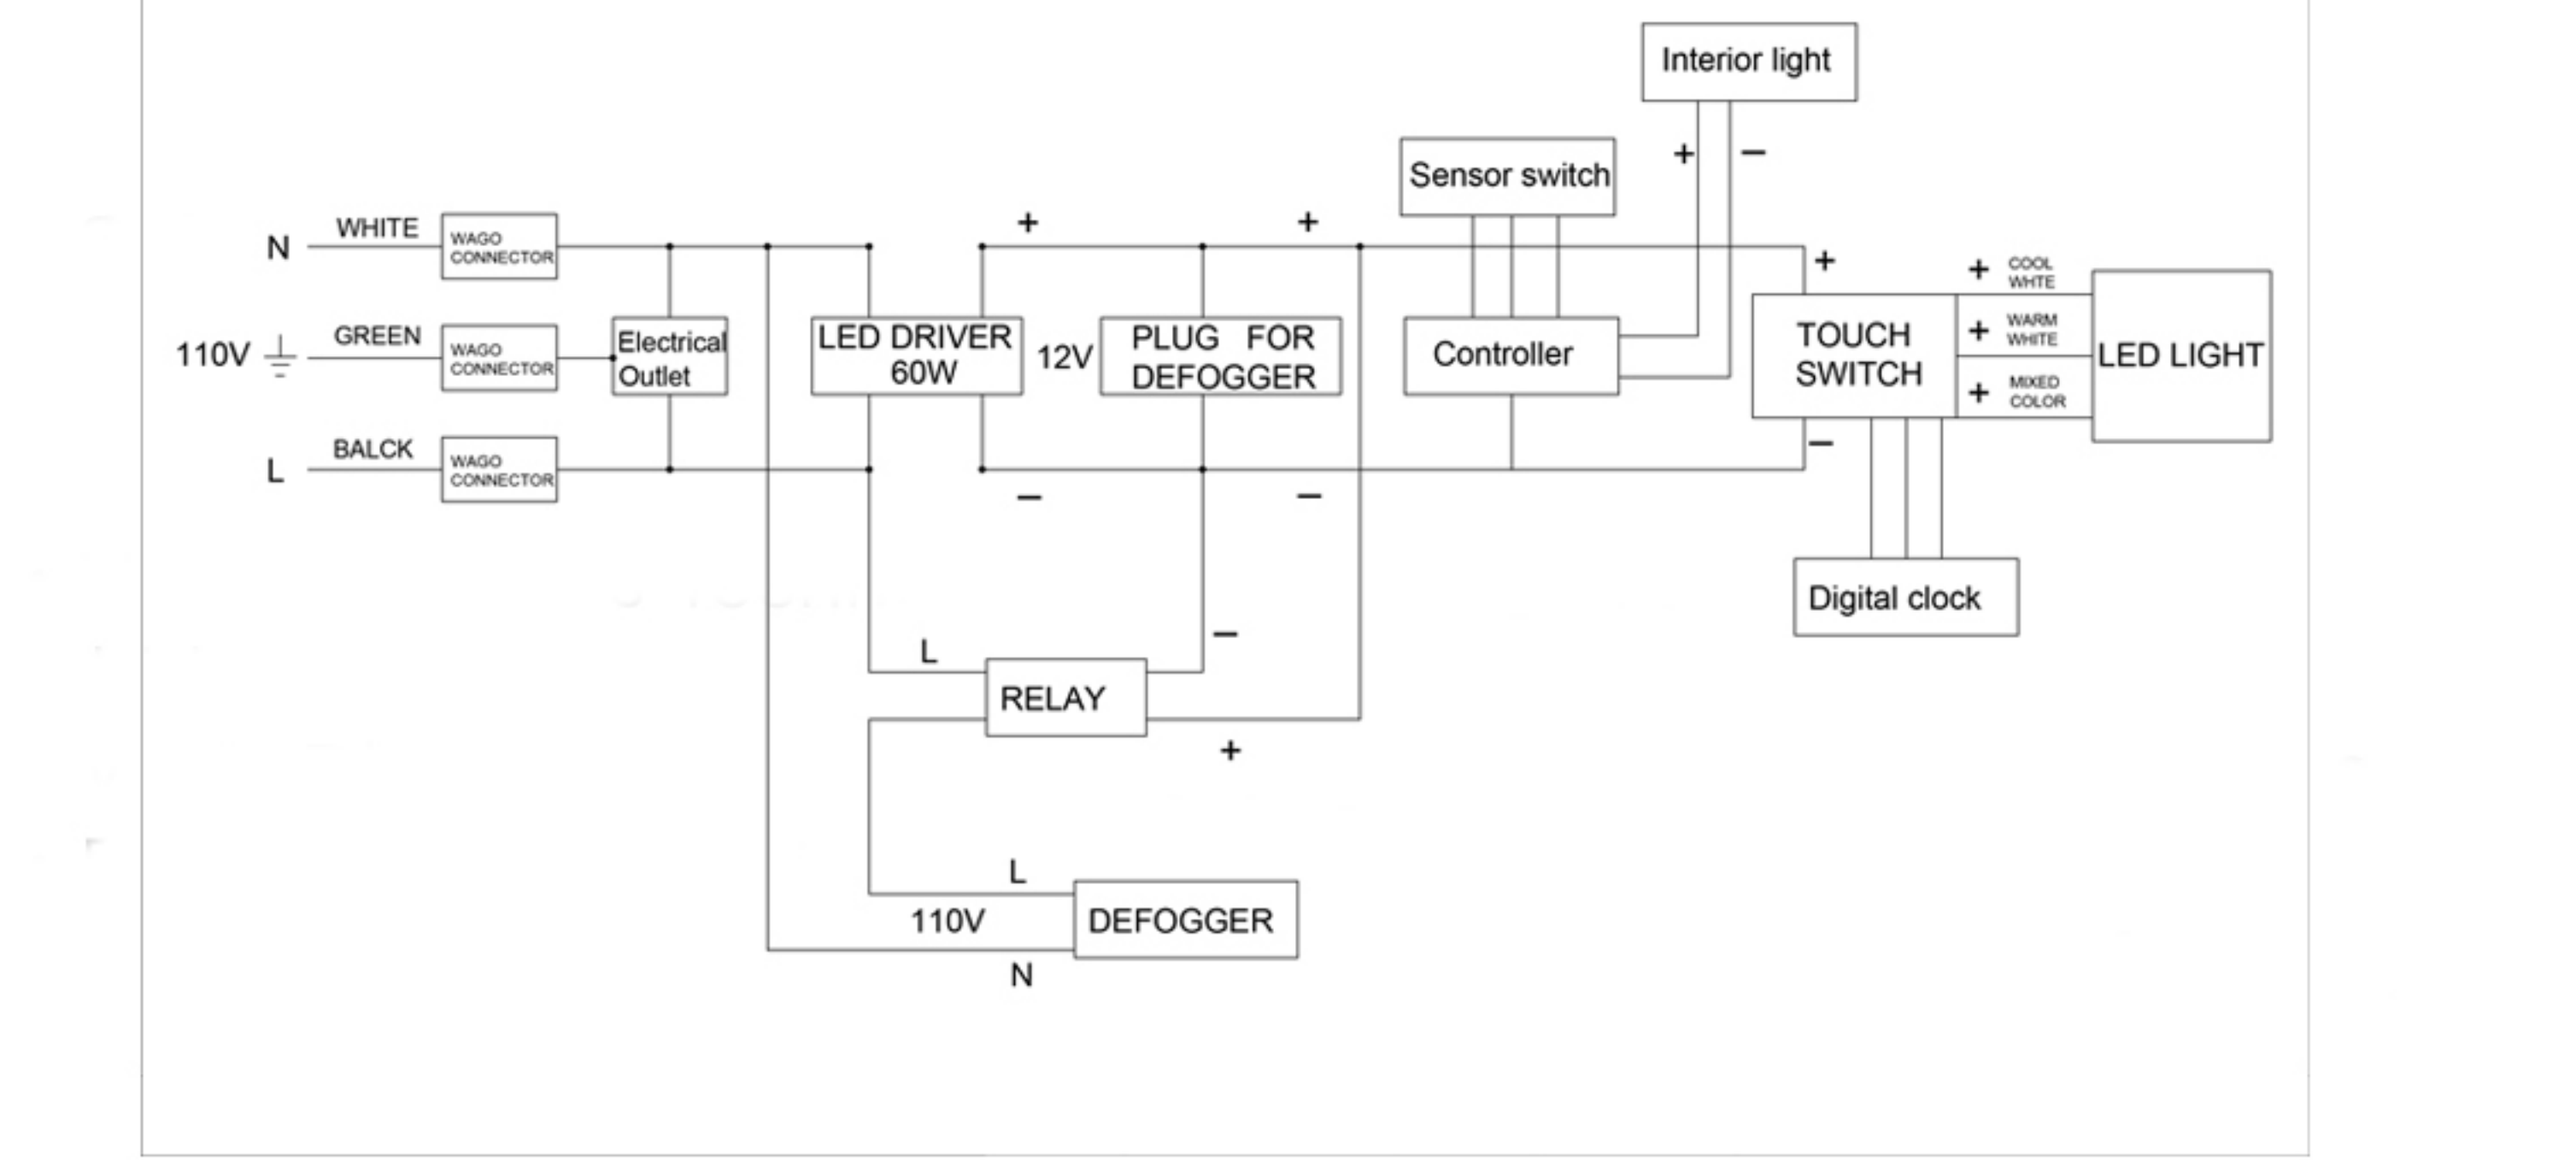 Interior light
+
−
Sensor switch
N
WHITE
WAGO
CONNECTOR
+
+
+
+
COOL
WHTE
110V
GREEN
WAGO
CONNECTOR
Electrical
Outlet
LED DRIVER
60W
12V
PLUG FOR
DEFOGGER
Controller
TOUCH
SWITCH
+
WARM
WHITE
LED LIGHT
+
MIXED
COLOR
L
BALCK
WAGO
CONNECTOR
−
−
−
Digital clock
L
RELAY
−
+
L
110V
DEFOGGER
N